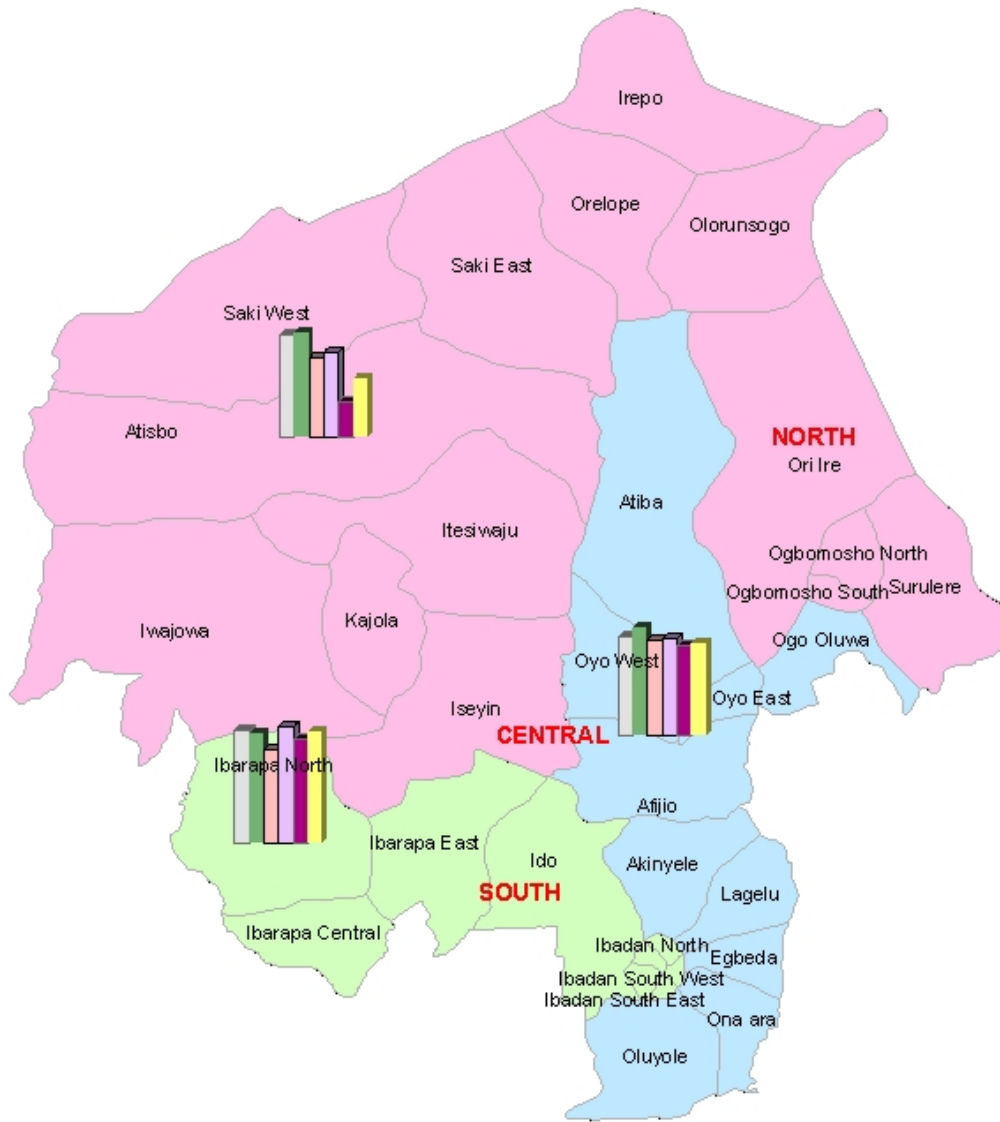 Irepo
Orelope
Olorunsogo
Saki East
Saki West
Atisbo
NORTH
Ori Ire
Atiba
Itesiwaju
Ogbomosho North
Ogbomosho South
Surulere
Kajola
Iwajowa
Ogo Oluwa
Oyo West
Oyo East
Iseyin
CENTRAL
Ibarapa North
Afijio
Ibarapa East
Ido
Akinyele
SOUTH
Lagelu
Ibarapa Central
Ibadan North
Egbeda
Ibadan South West
Ibadan South East
Ona ara
Oluyole